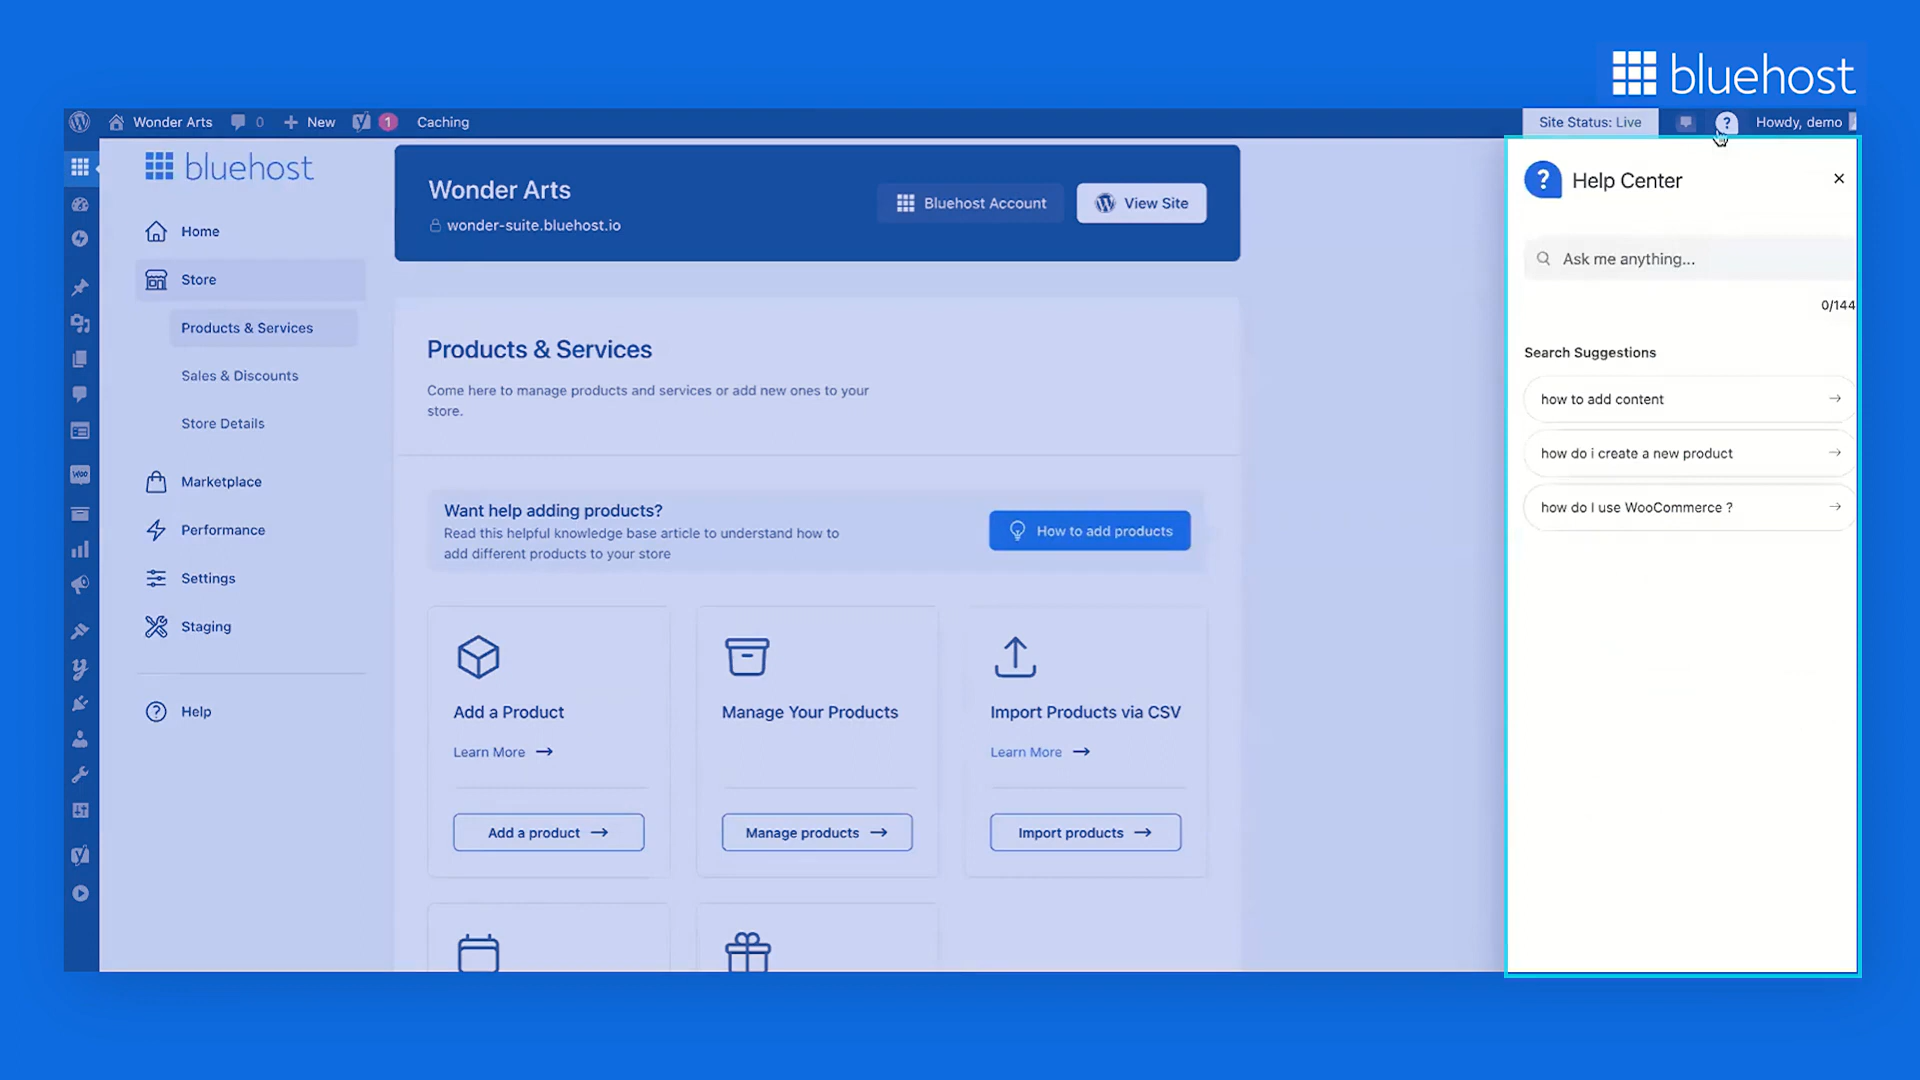 bluehost
Wonder Arts
0
New
1
Caching
Site Status: Live
?
Howdy, demo
bluehost
Home
Store
Products & Services
Sales & Discounts
Store Details
Marketplace
Performance
Settings
Staging
Help
Wonder Arts
wonder-suite.bluehost.io
Bluehost Account
View Site
Products & Services
Come here to manage products and services or add new ones to your
store.
Want help adding products?
Read this helpful knowledge base article to understand how to
add different products to your store
How to add products
Add a Product
Learn More
Add a product
Manage Your Products
Manage products
Import Products via CSV
Learn More
Import products
? Help Center
Ask me anything...
0/144
Search Suggestions
how to add content
how do i create a new product
how do I use WooCommerce ?
Woo